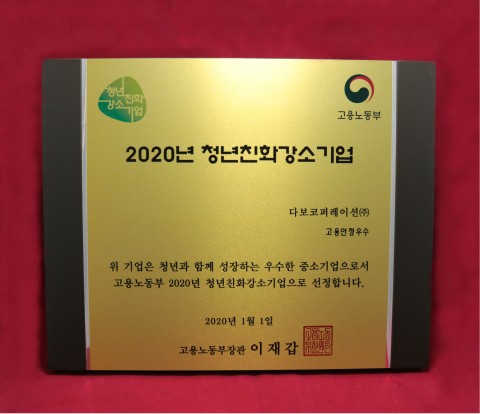 청년
친화
강소
기업
고용노동부
2020년 청년친화강소기업
다보코퍼레이션㈜
고용안정우수
위 기업은 청년과 함께 성장하는 우수한 중소기업으로서
고용노동부 2020년 청년친화강소기업으로 선정합니다.
2020년 1월 1일
고용노동부장관 이재갑